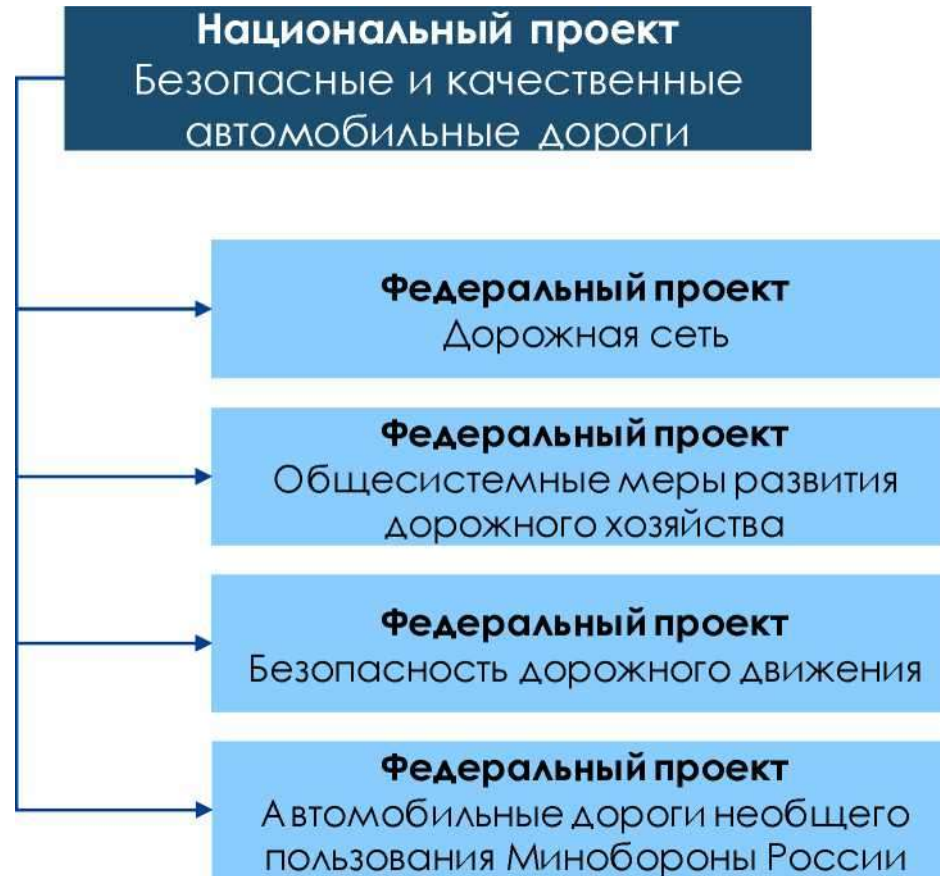 Национальный проект
Безопасные и качественные
автомобильные дороги
Федеральный проект
Дорожная сеть
Федеральный проект
Общесистемные меры развития
дорожного хозяйства
Федеральный проект
Безопасность дорожного движения
Федеральный проект
Автомобильные дороги необщего
пользования Минобороны России